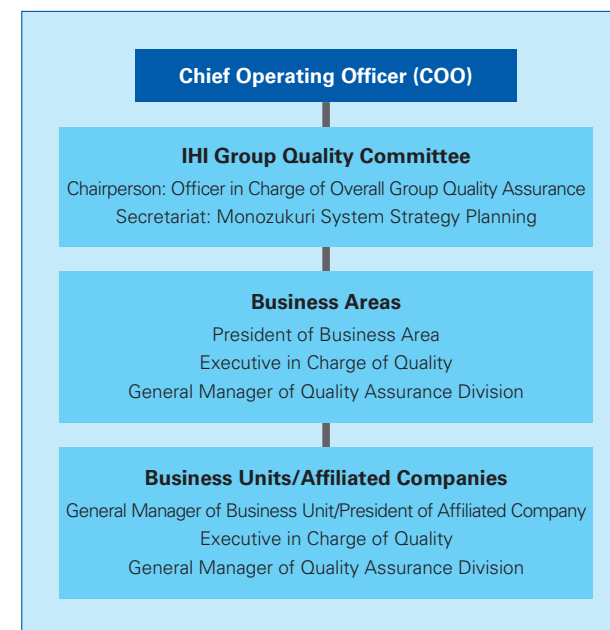 Chief Operating Officer (COO)
IHI Group Quality Committee
Chairperson: Officer in Charge of Overall Group Quality Assurance
Secretariat: Monozukuri System Strategy Planning
Business Areas
President of Business Area
Executive in Charge of Quality
General Manager of Quality Assurance Division
Business Units/Affiliated Companies
General Manager of Business Unit/President of Affiliated Company
Executive in Charge of Quality
General Manager of Quality Assurance Division